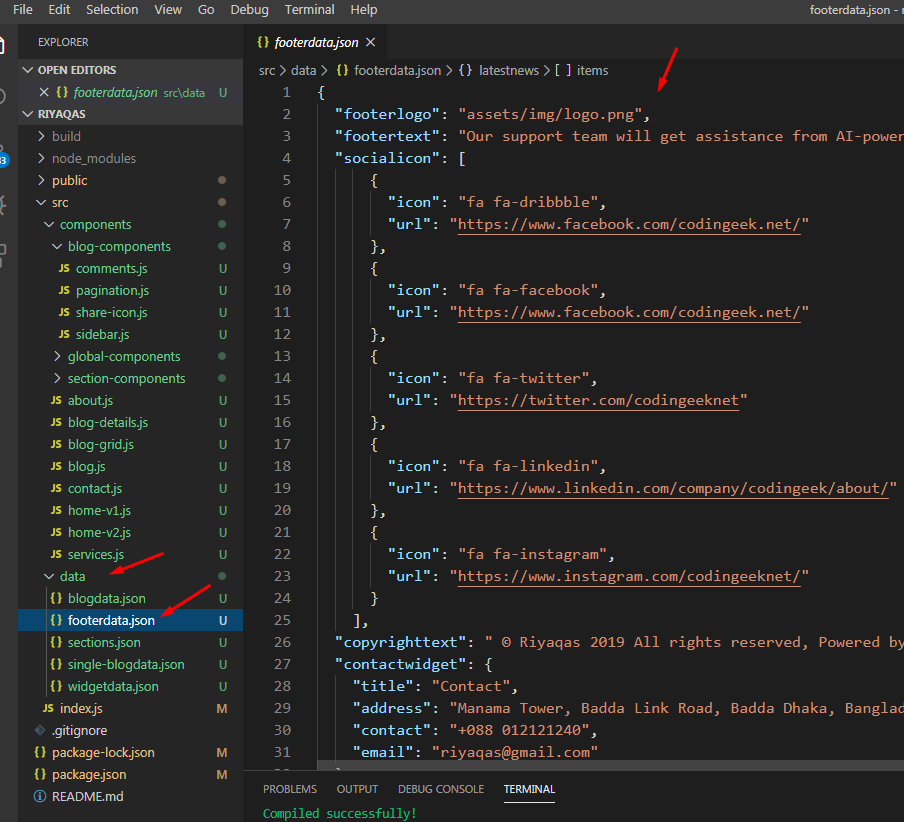 File Edit Selection View Go Debug Terminal Help footerdata.json -
EXPLORER
OPEN EDITORS
{} footerdata.json src\data U
RIYAQAS
build
node_modules
public
src
components
blog-components
JS comments.js U
JS pagination.js U
JS share-icon.js U
JS sidebar.js U
global-components
section-components
JS about.js U
JS blog-details.js U
JS blog-grid.js U
JS blog.js U
JS contact.js U
JS home-v1.js U
JS home-v2.js U
JS services.js U
data
{} blogdata.json U
{} footerdata.json U
{} sections.json U
{} single-blogdata.json U
{} widgetdata.json U
JS index.js M
.gitignore
{} package-lock.json M
{} package.json M
README.md
{} footerdata.json ×
src > data > {} footerdata.json > {} latestnews > [ ] items
1 {
2 "footerlogo": "assets/img/logo.png",
3 "footertext": "Our support team will get assistance from AI-power
4 "socialicon": [
5 {
6 "icon": "fa fa-dribbble",
7 "url": "https://www.facebook.com/codingeek.net/"
8 },
9 {
10 "icon": "fa fa-facebook",
11 "url": "https://www.facebook.com/codingeek.net/"
12 },
13 {
14 "icon": "fa fa-twitter",
15 "url": "https://twitter.com/codingeeknet"
16 },
17 {
18 "icon": "fa fa-linkedin",
19 "url": "https://www.linkedin.com/company/codingeek/about/"
20 },
21 {
22 "icon": "fa fa-instagram",
23 "url": "https://www.instagram.com/codingeeknet/"
24 }
25 ],
26 "copyrighttext": " © Riyaqas 2019 All rights reserved, Powered by
27 "contactwidget": {
28 "title": "Contact",
29 "address": "Manama Tower, Badda Link Road, Badda Dhaka, Banglad
30 "contact": "+088 012121240",
31 "email": "riyaqas@gmail.com"
PROBLEMS OUTPUT DEBUG CONSOLE TERMINAL
Compiled successfully!